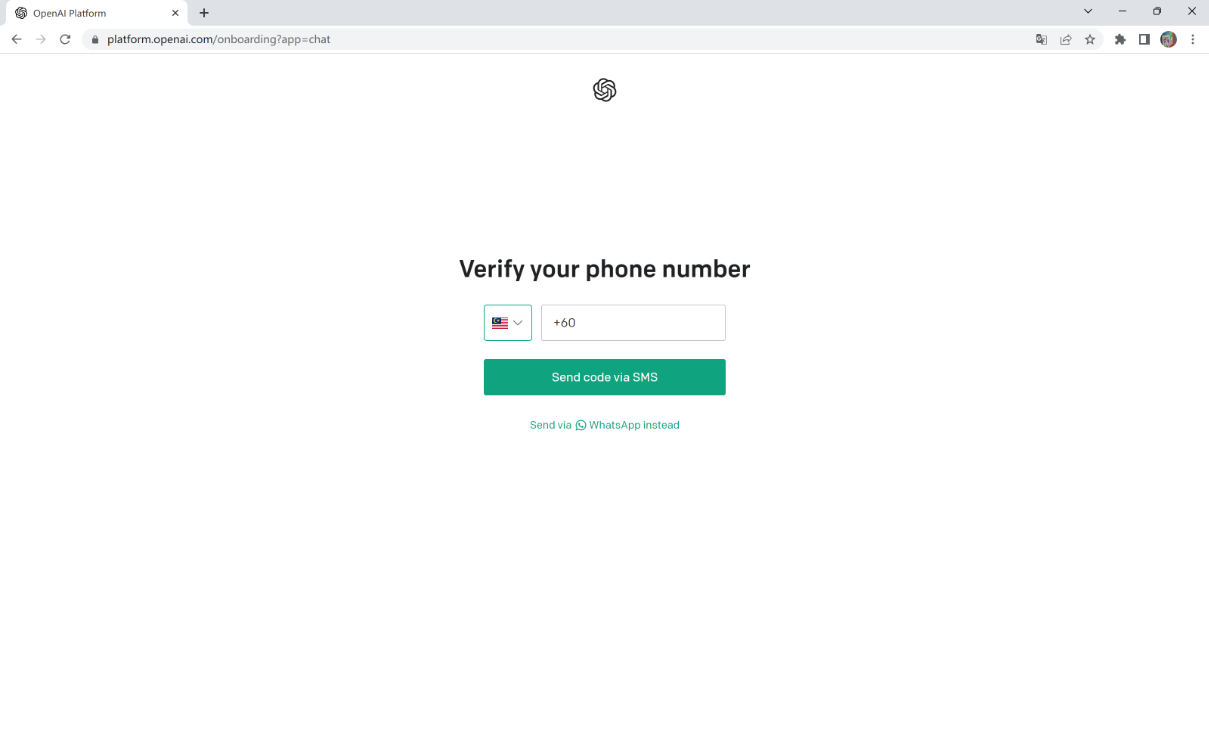 OpenAI Platform
platform.openai.com/onboarding?app=chat
Verify your phone number
+60
Send code via SMS
Send via WhatsApp instead